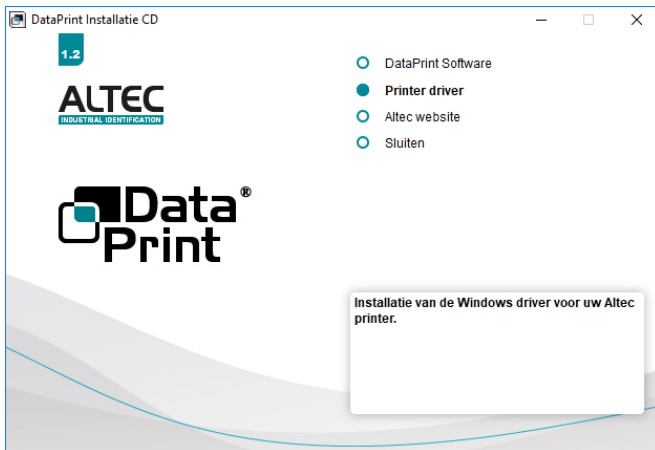 DataPrint Installatie CD
1.2
ALTEC
INDUSTRIAL IDENTIFICATION
DataPrint Software
Printer driver
Altec website
Sluiten
Data®
Print
Installatie van de Windows driver voor uw Altec
printer.